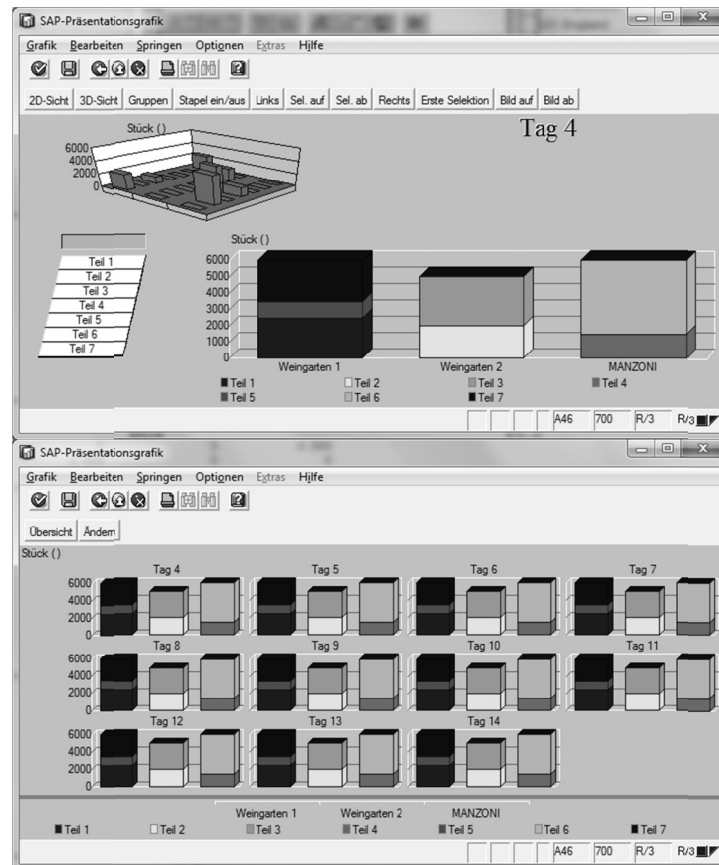 SAP-Präsentationsgrafik
Grafik Bearbeiten Springen Optionen Extras Hilfe
2D-Sicht 3D-Sicht Gruppen Stapel ein/aus Links Sel. auf Sel. ab Rechts Erste Selektion Bild auf Bild ab
Tag 4
Stück ()
6000
4000
2000
0
Teil 1
Teil 2
Teil 3
Teil 4
Teil 5
Teil 6
Teil 7
Stück ()
6000
5000
4000
3000
2000
1000
0
Weingarten 1 Weingarten 2 MANZONI
Teil 1 Teil 2 Teil 3 Teil 4
Teil 5 Teil 6 Teil 7
A46 700 R/3 R/3
SAP-Präsentationsgrafik
Grafik Bearbeiten Springen Optionen Extras Hilfe
Übersicht Ändern
Stück ()
Tag 4 Tag 5 Tag 6 Tag 7
6000
4000
2000
0
Tag 8 Tag 9 Tag 10 Tag 11
6000
4000
2000
0
Tag 12 Tag 13 Tag 14
6000
4000
2000
0
Weingarten 1 Weingarten 2 MANZONI
Teil 1 Teil 2 Teil 3 Teil 4 Teil 5 Teil 6 Teil 7
A46 700 R/3 R/3